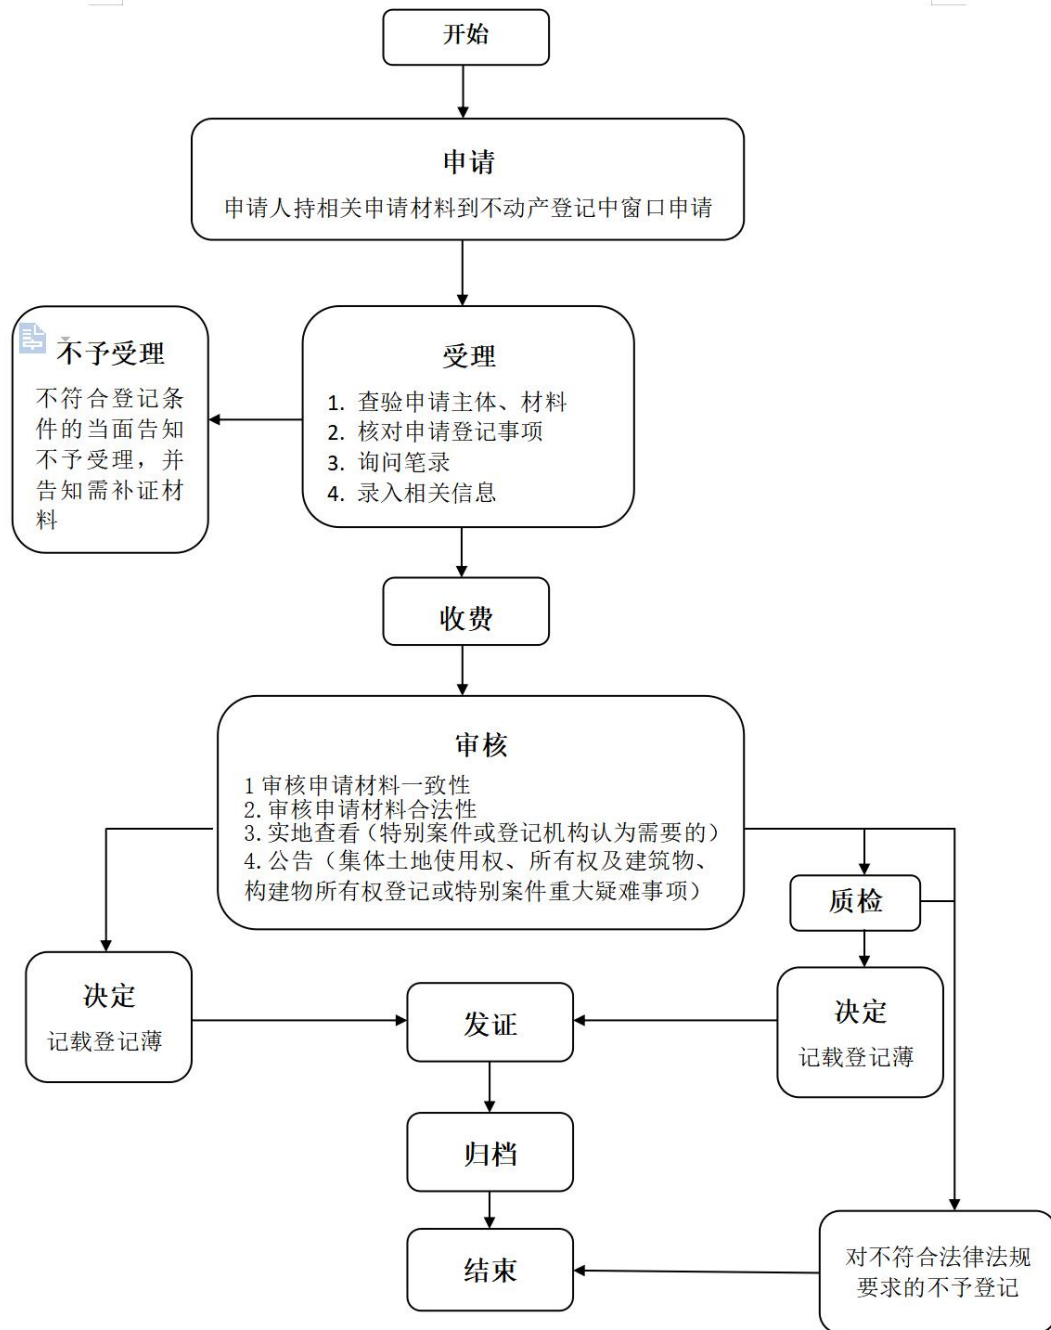 开始
申请
申请人持相关申请材料到不动产登记中窗口申请
不予受理
不符合登记条
件的当面告知
不予受理，并
告知需补证材
料
受理
1. 查验申请主体、材料
2. 核对申请登记事项
3. 询问笔录
4. 录入相关信息
收费
审核
1 审核申请材料一致性
2. 审核申请材料合法性
3. 实地查看（特别案件或登记机构认为需要的）
4. 公告（集体土地使用权、所有权及建筑物、
构建物所有权登记或特别案件重大疑难事项）
质检
决定
记载登记薄
发证
决定
记载登记薄
归档
结束
对不符合法律法规
要求的不予登记